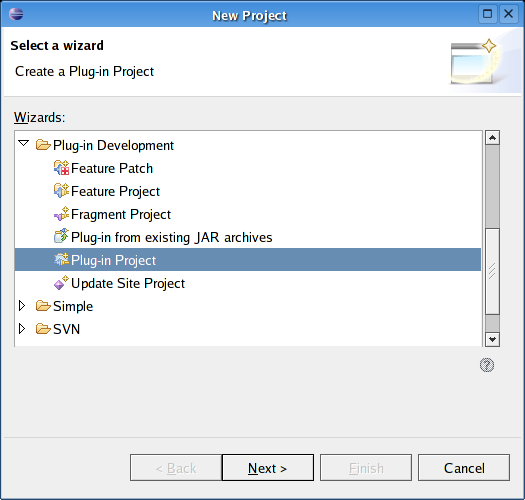 New Project
Select a wizard
Create a Plug-in Project
Wizards:
Plug-in Development
Feature Patch
Feature Project
Fragment Project
Plug-in from existing JAR archives
Plug-in Project
Update Site Project
Simple
SVN
?
< Back
Next >
Finish
Cancel